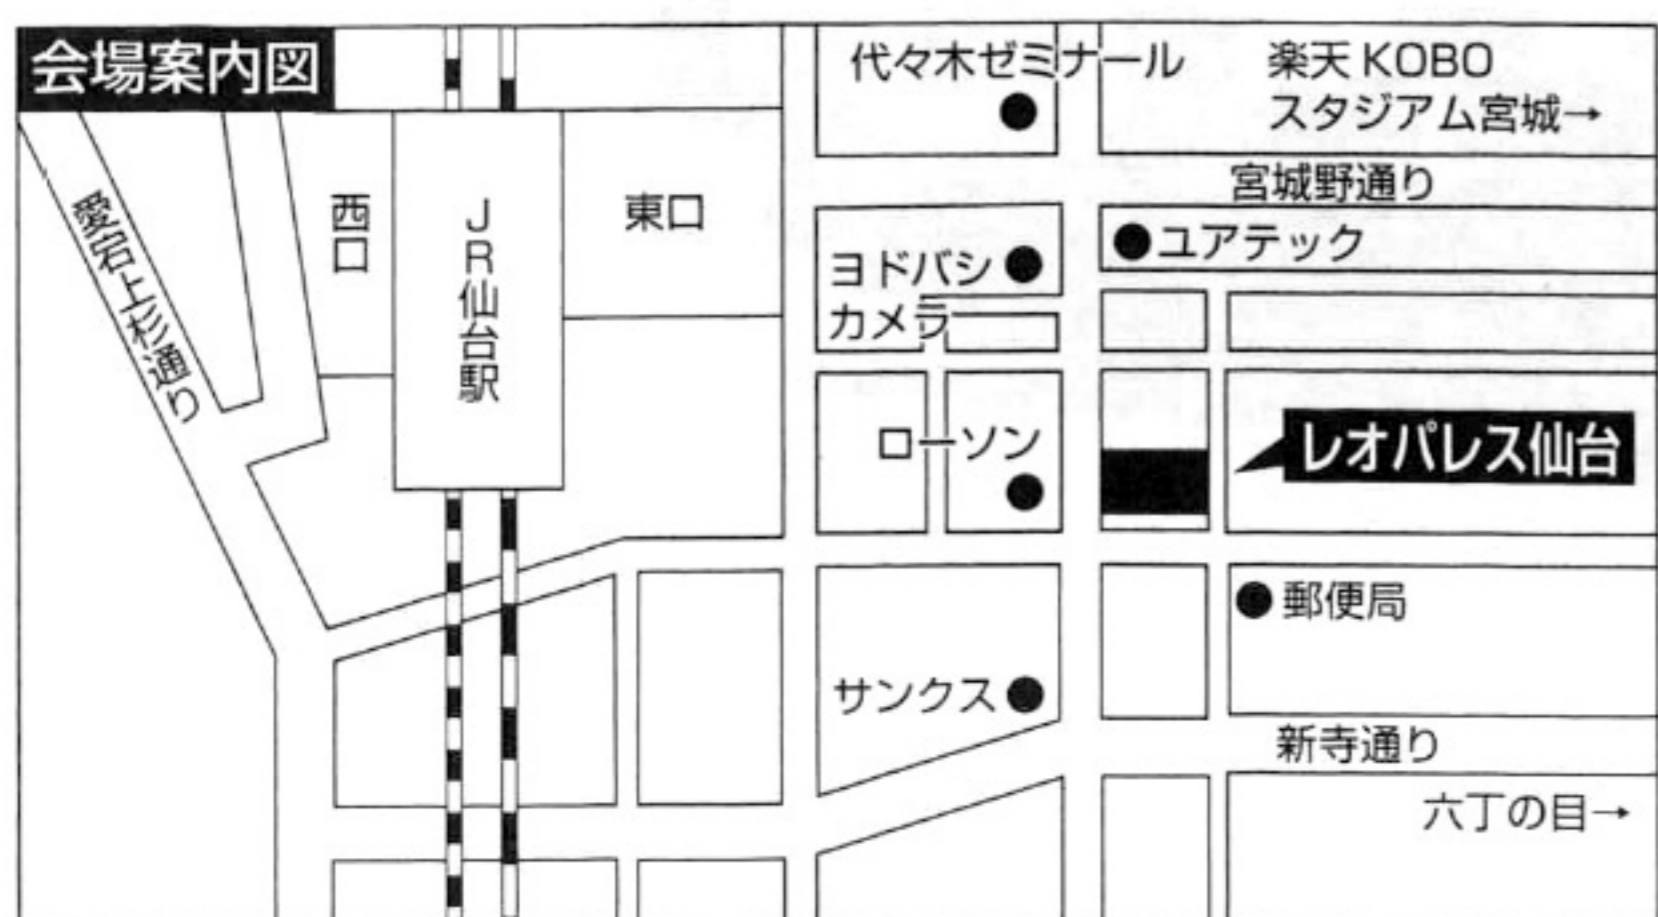 会場案内図
代々木ゼミナール
楽天KOBO
スタジアム宮城→
宮城野通り
愛宕上杉通り
西口
JR仙台駅
東口
ヨドバシ
カメラ
ユアテック
ローソン
レオパレス仙台
郵便局
サンクス
新寺通り
六丁の目→